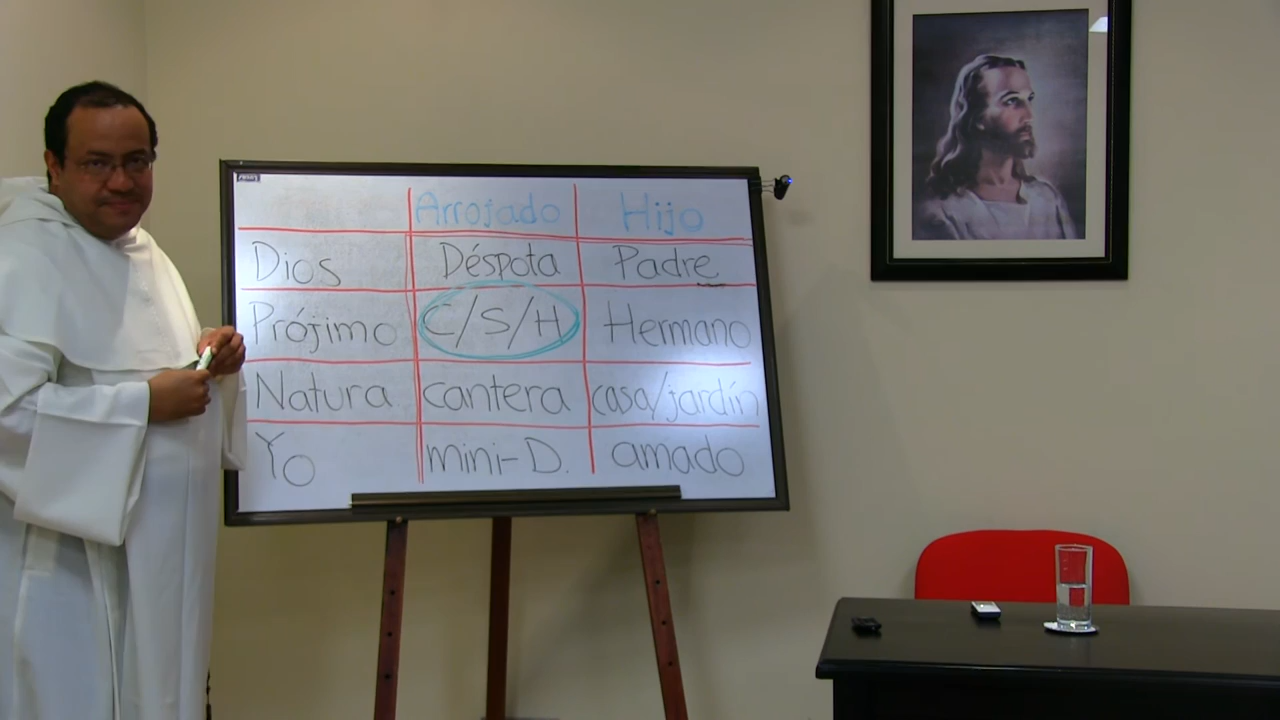 Arrojado Hijo
Dios Déspota Padre
Prójimo C/S/H Hermano
Natura cantera casa/jardín
Yo mini-D. amado